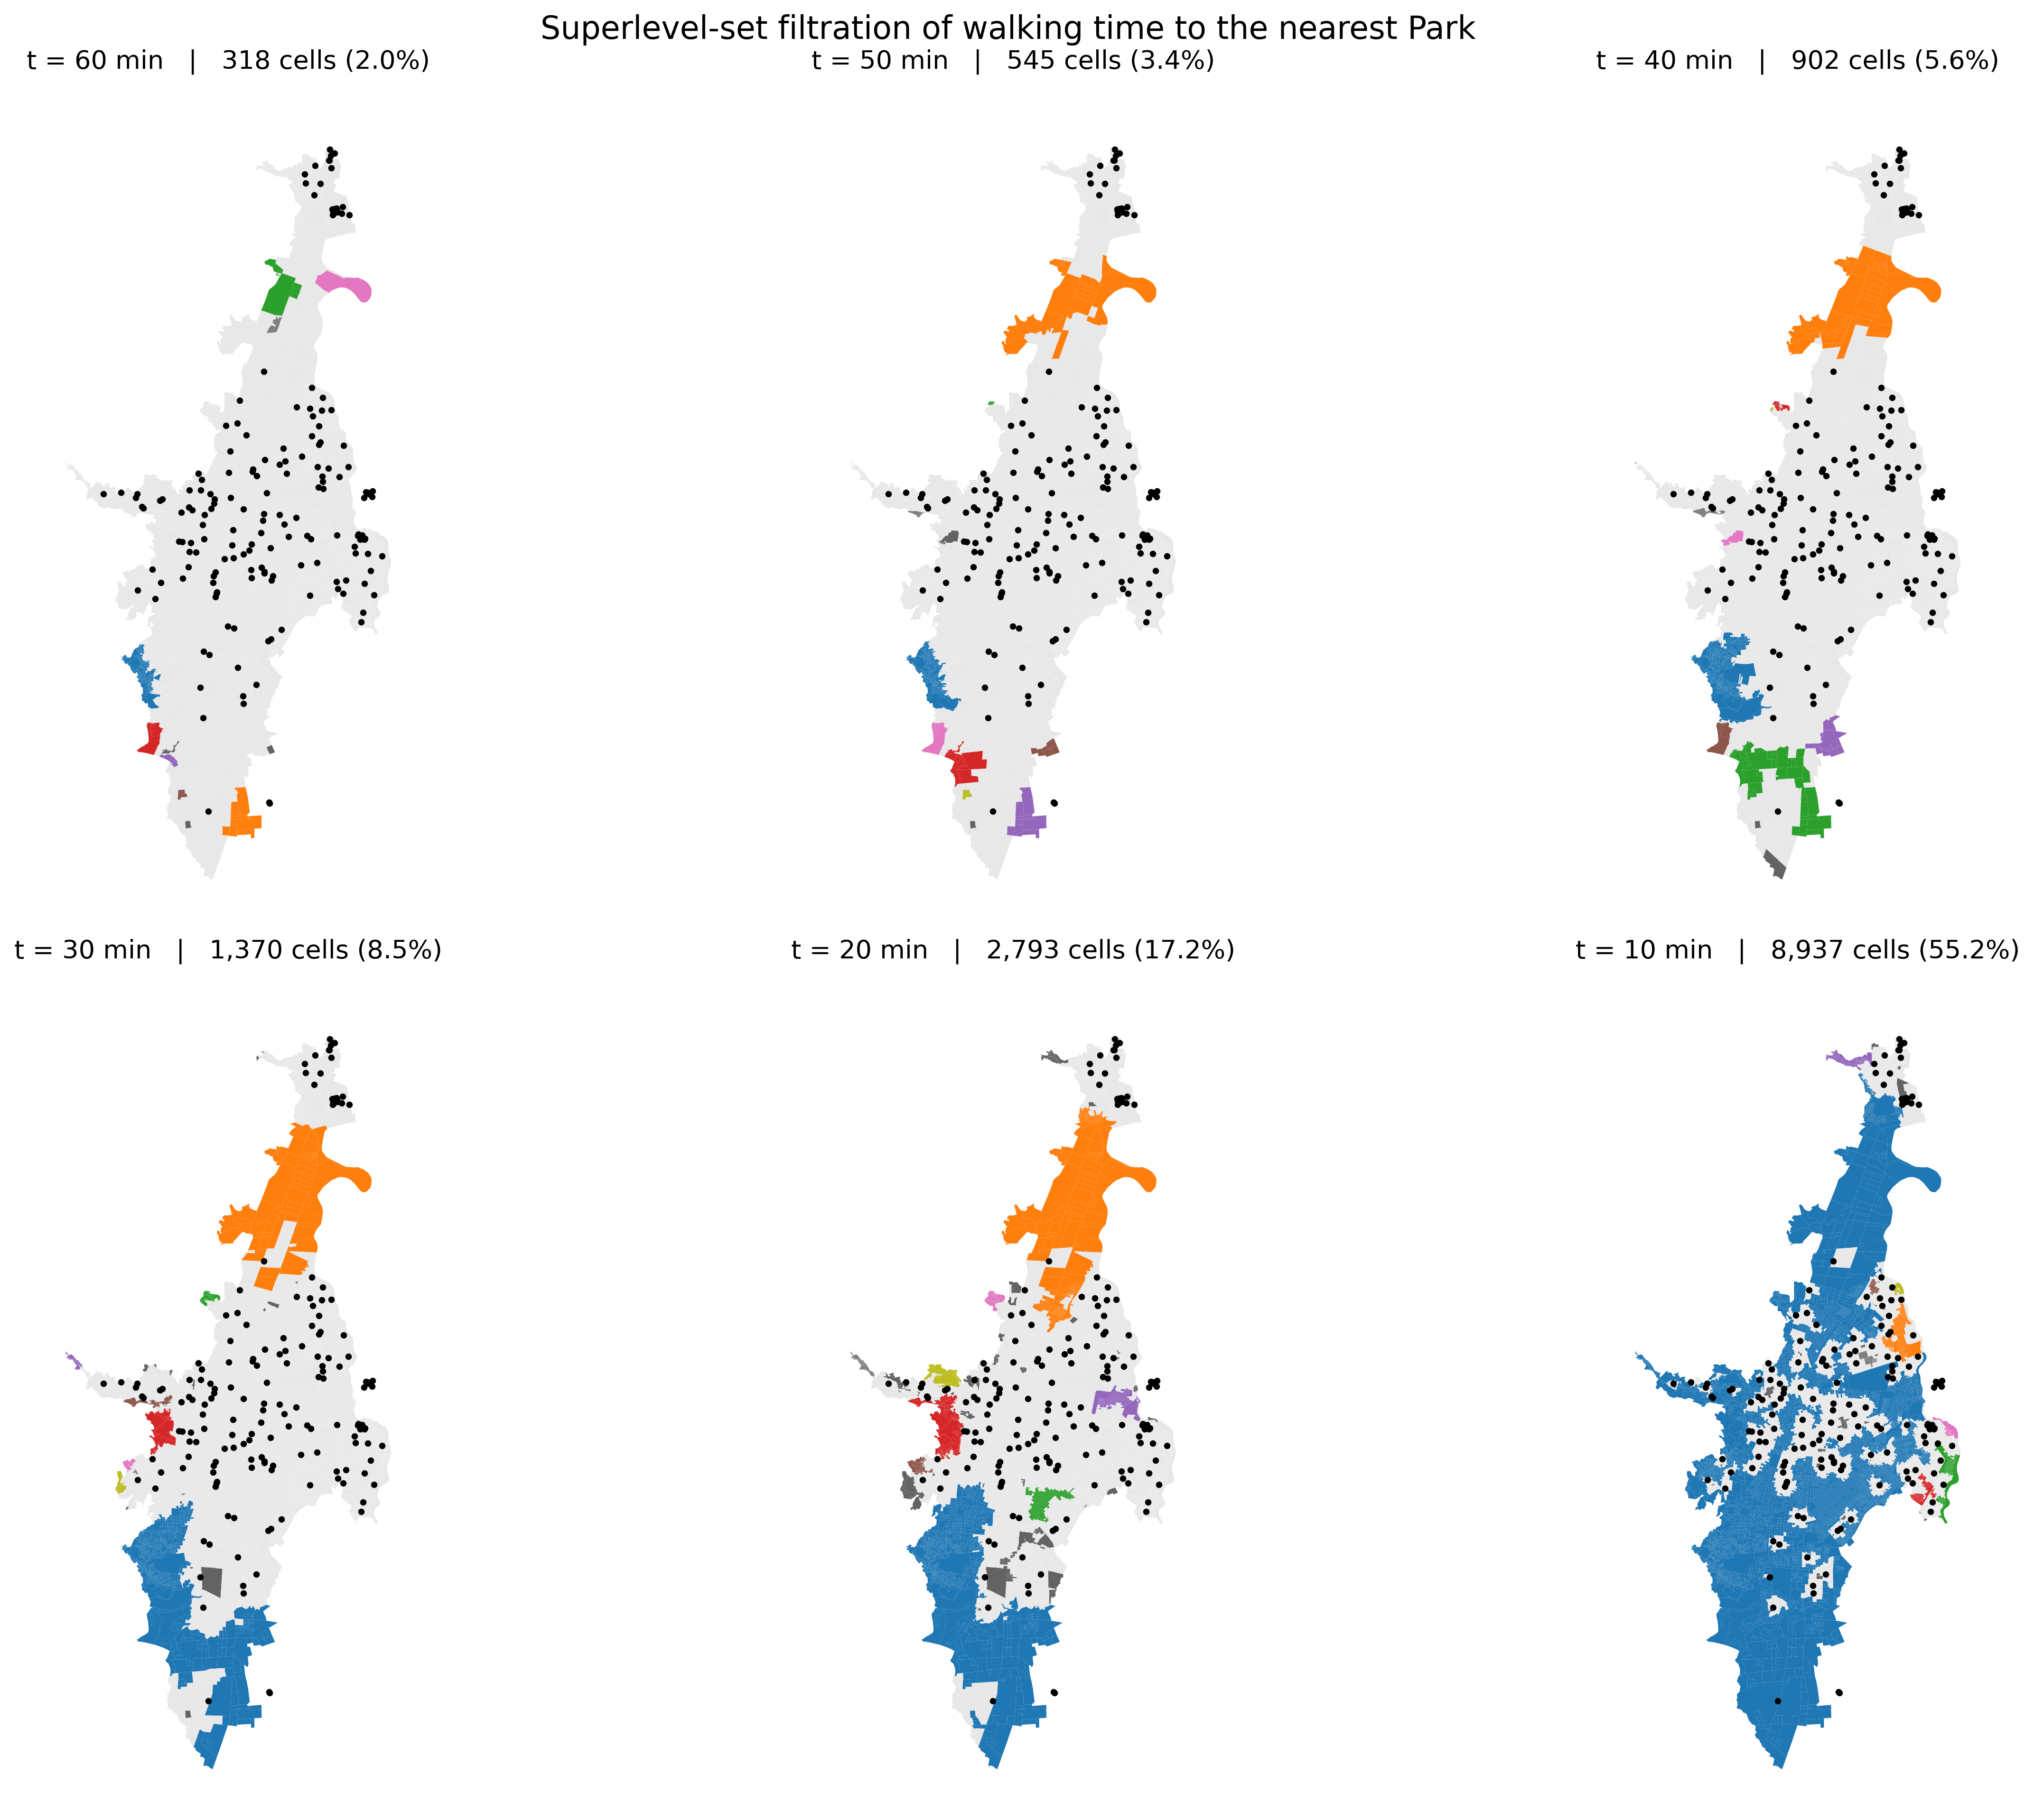 Superlevel-set filtration of walking time to the nearest Park
t = 60 min | 318 cells (2.0%)
t = 50 min | 545 cells (3.4%)
t = 40 min | 902 cells (5.6%)
t = 30 min | 1,370 cells (8.5%)
t = 20 min | 2,793 cells (17.2%)
t = 10 min | 8,937 cells (55.2%)